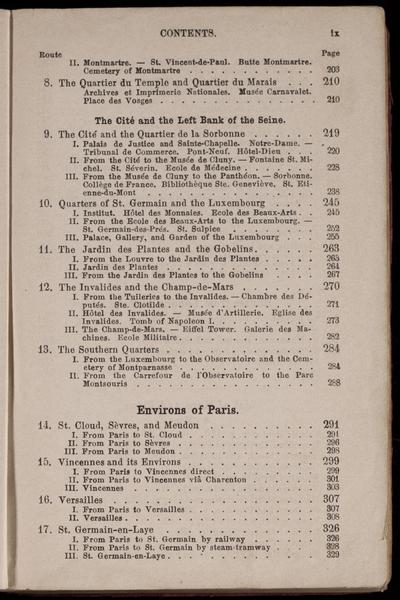 CONTENTS. ix
Route Page
II. Montmartre. — St. Vincent-de-Paul. Butte Montmartre.
Cemetery of Montmartre . . . . . . . . . . . . 203
8. The Quartier du Temple and Quartier du Marais . . . 210
Archives et Imprimerie Nationales. Musée Carnavalet.
Place des Vosges . . . . . . . . . . . . . . . 210
The Cité and the Left Bank of the Seine.
9. The Cité and the Quartier de la Sorbonne . . . . . . 219
I. Palais de Justice and Sainte-Chapelle. Notre-Dame. —
Tribunal de Commerce. Pont-Neuf. Hôtel-Dieu . . . 220
II. From the Cité to the Musée de Cluny. — Fontaine St. Mi-
chel. St. Séverin. Ecole de Médecine . . . . . . . 228
III. From the Musée de Cluny to the Panthéon. — Sorbonne.
Collège de France. Bibliothèque Ste. Geneviève. St. Eti-
enne-du-Mont . . . . . . . . . . . . . . . . 238
10. Quarters of St. Germain and the Luxembourg . . . . 245
I. Institut. Hôtel des Monnaies. Ecole des Beaux-Arts . . 245
II. From the Ecole des Beaux-Arts to the Luxembourg. —
St. Germain-des-Prés. St. Sulpice . . . . . . . . 252
III. Palace, Gallery, and Garden of the Luxembourg . . . 255
11. The Jardin des Plantes and the Gobelins . . . . . . 263
I. From the Louvre to the Jardin des Plantes . . . . . 263
II. Jardin des Plantes . . . . . . . . . . . . . . 264
III. From the Jardin des Plantes to the Gobelins . . . . 267
12. The Invalides and the Champ-de-Mars . . . . . . . 270
I. From the Tuileries to the Invalides. — Chambre des Dé-
putés. Ste. Clotilde . . . . . . . . . . . . . . 271
II. Hôtel des Invalides. — Musée d'Artillerie. Eglise des
Invalides. Tomb of Napoleon I. . . . . . . . . . 273
III. The Champ-de-Mars. — Eiffel Tower. Galerie des Ma-
chines. Ecole Militaire . . . . . . . . . . . . . 282
13. The Southern Quarters . . . . . . . . . . . . . 284
I. From the Luxembourg to the Observatoire and the Cem-
etery of Montparnasse . . . . . . . . . . . . . 284
II. From the Carrefour de l'Observatoire to the Parc
Montsouris . . . . . . . . . . . . . . . . . 288
Environs of Paris.
14. St. Cloud, Sèvres, and Meudon . . . . . . . . . . 291
I. From Paris to St. Cloud . . . . . . . . . . . . 291
II. From Paris to Sèvres . . . . . . . . . . . . . 296
III. From Paris to Meudon . . . . . . . . . . . . . 298
15. Vincennes and its Environs . . . . . . . . . . . 299
I. From Paris to Vincennes direct . . . . . . . . . 299
II. From Paris to Vincennes viâ Charenton . . . . . . 301
III. Vincennes . . . . . . . . . . . . . . . . . 303
16. Versailles . . . . . . . . . . . . . . . . . . 307
I. From Paris to Versailles . . . . . . . . . . . . 307
II. Versailles . . . . . . . . . . . . . . . . . . 308
17. St. Germain-en-Laye . . . . . . . . . . . . . . 326
I. From Paris to St. Germain by railway . . . . . . . 326
II. From Paris to St. Germain by steam-tramway . . . . 328
III. St. Germain-en-Laye . . . . . . . . . . . . . . 329